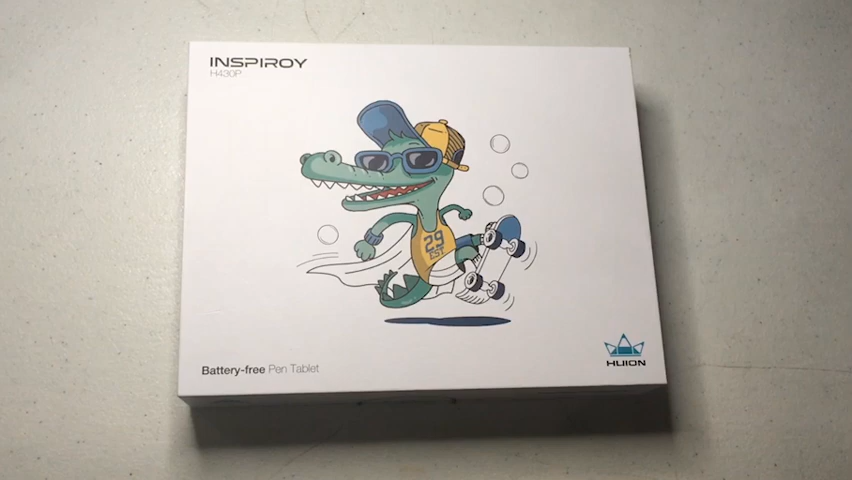 INSPIROY
H430P
29
EST
Battery-free Pen Tablet
HUION